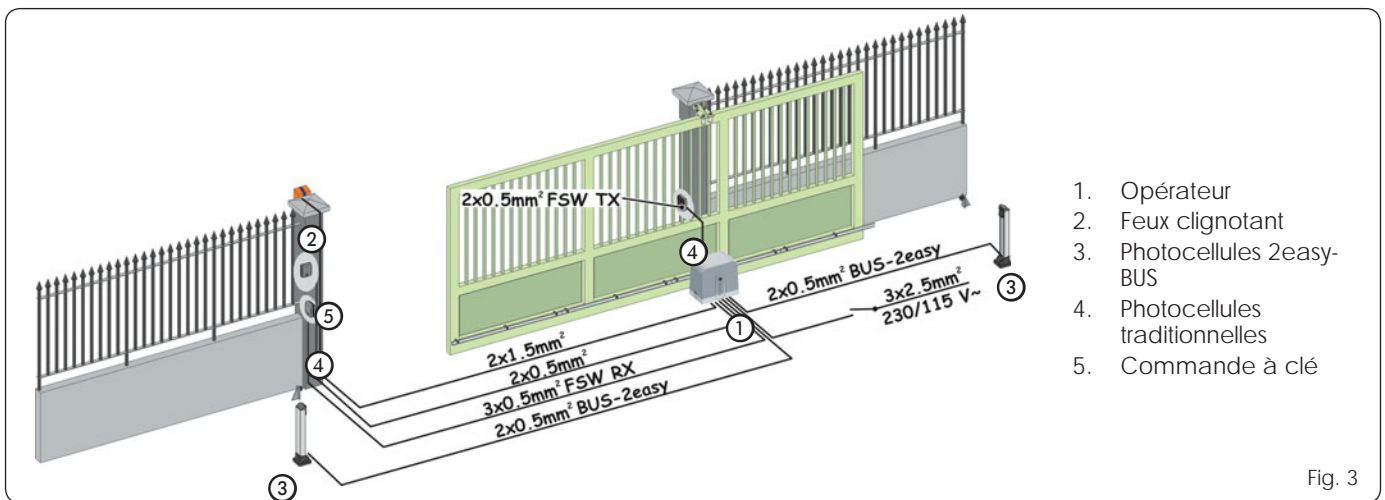 2x0.5mm² FSW TX
2x0.5mm² BUS-2easy
3x2.5mm²
230/115 V~
2x1.5mm²
2x0.5mm²
3x0.5mm² FSW RX
2x0.5mm² BUS-2easy
2
5
4
3
4
1
3
1. Opérateur
2. Feux clignotant
3. Photocellules 2easy-
BUS
4. Photocellules
traditionnelles
5. Commande à clé
Fig. 3